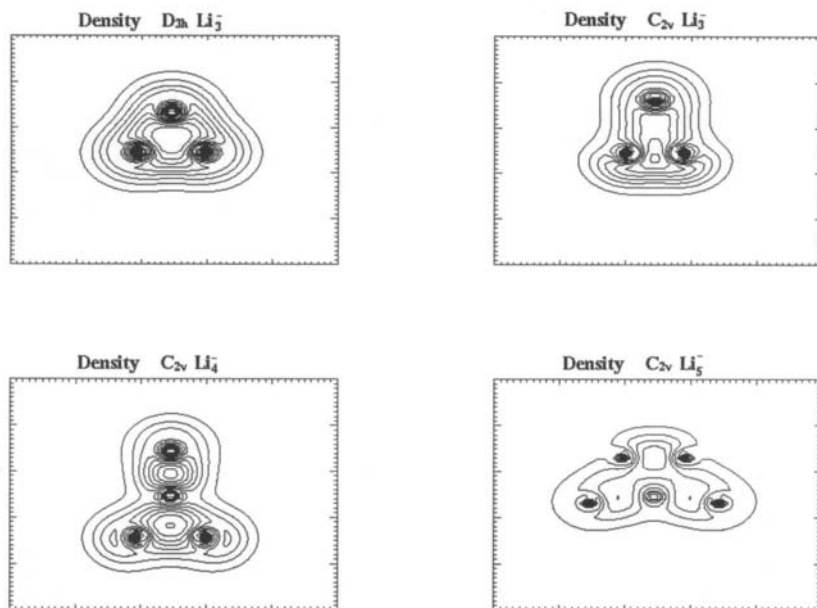 Density D₃ₕ Li₃⁻
Density C₂ᵥ Li₃⁻
Density C₂ᵥ Li₄⁻
Density C₂ᵥ Li₅⁻